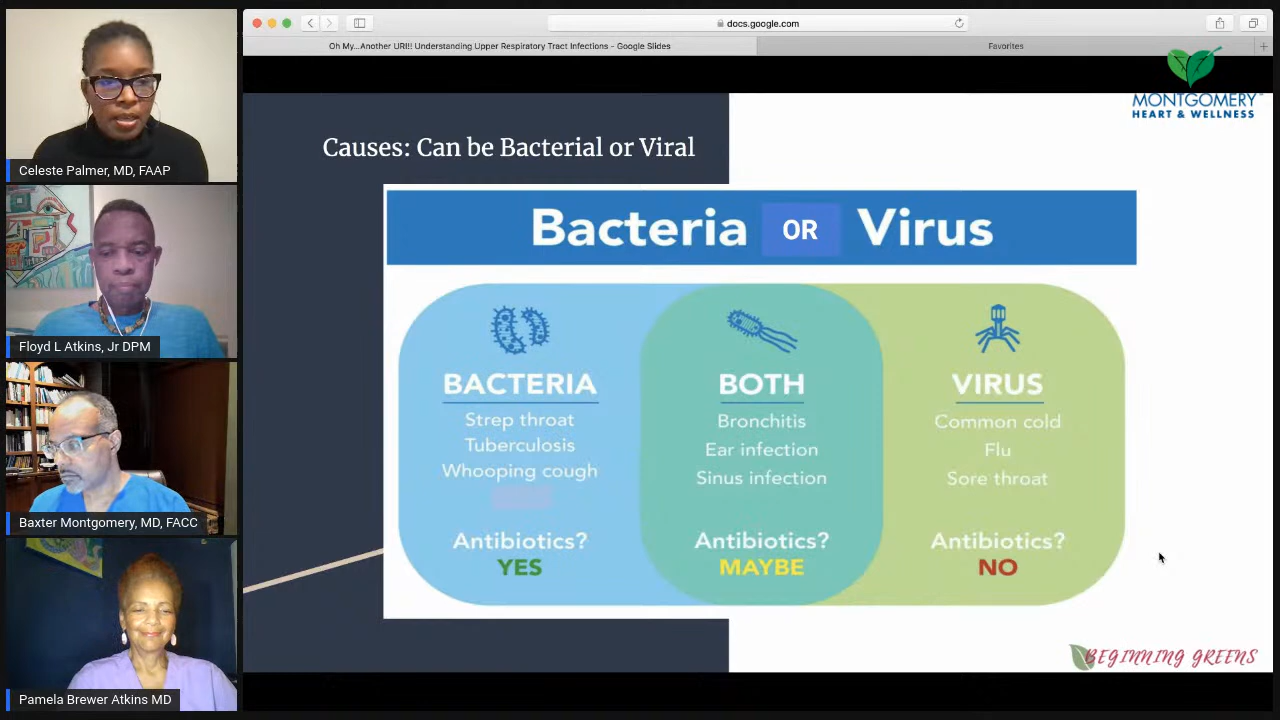 Celeste Palmer, MD, FAAP
Floyd L Atkins, Jr DPM
Baxter Montgomery, MD, FACC
Pamela Brewer Atkins MD
docs.google.com
Oh My...Another URI!! Understanding Upper Respiratory Tract Infections - Google Slides
Favorites
MONTGOMERY
HEART & WELLNESS
Causes: Can be Bacterial or Viral
Bacteria OR Virus
BACTERIA
Strep throat
Tuberculosis
Whooping cough
Antibiotics?
YES
BOTH
Bronchitis
Ear infection
Sinus infection
Antibiotics?
MAYBE
VIRUS
Common cold
Flu
Sore throat
Antibiotics?
NO
BEGINNING GREENS